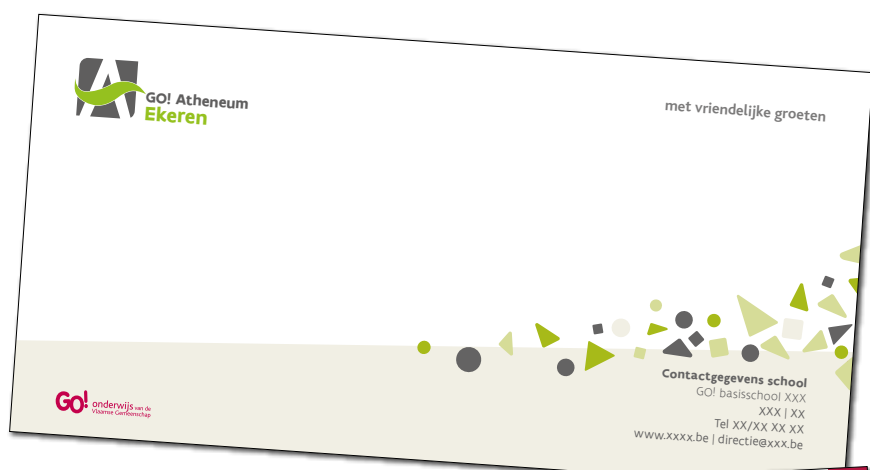 GO! Atheneum
Ekeren
met vriendelijke groeten
Contactgegevens school
GO! basisschool XXX
XXX | XX
Tel XX/XX XX XX
www.xxxx.be | directie@xxx.be
GO! onderwijs van de
Vlaamse Gemeenschap